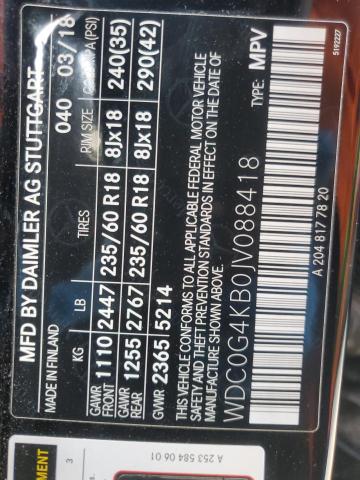 MFD BY DAIMLER AG STUTTGART
MADE IN FINLAND 040 03/18
KG LB TIRES RIM SIZE (PSI)
GAWR FRONT 1110 2447 235/60 R18 8Jx18 240(35)
GAWR REAR 1255 2767 235/60 R18 8Jx18 290(42)
GVWR 2365 5214
THIS VEHICLE CONFORMS TO ALL APPLICABLE FEDERAL MOTOR VEHICLE
SAFETY AND THEFT PREVENTION STANDARDS IN EFFECT ON THE DATE OF
MANUFACTURE SHOWN ABOVE.
TYPE: MPV
WDC0G4KB0JV088418
A 204 817 78 20
5192227
A 253 584 06 01
3